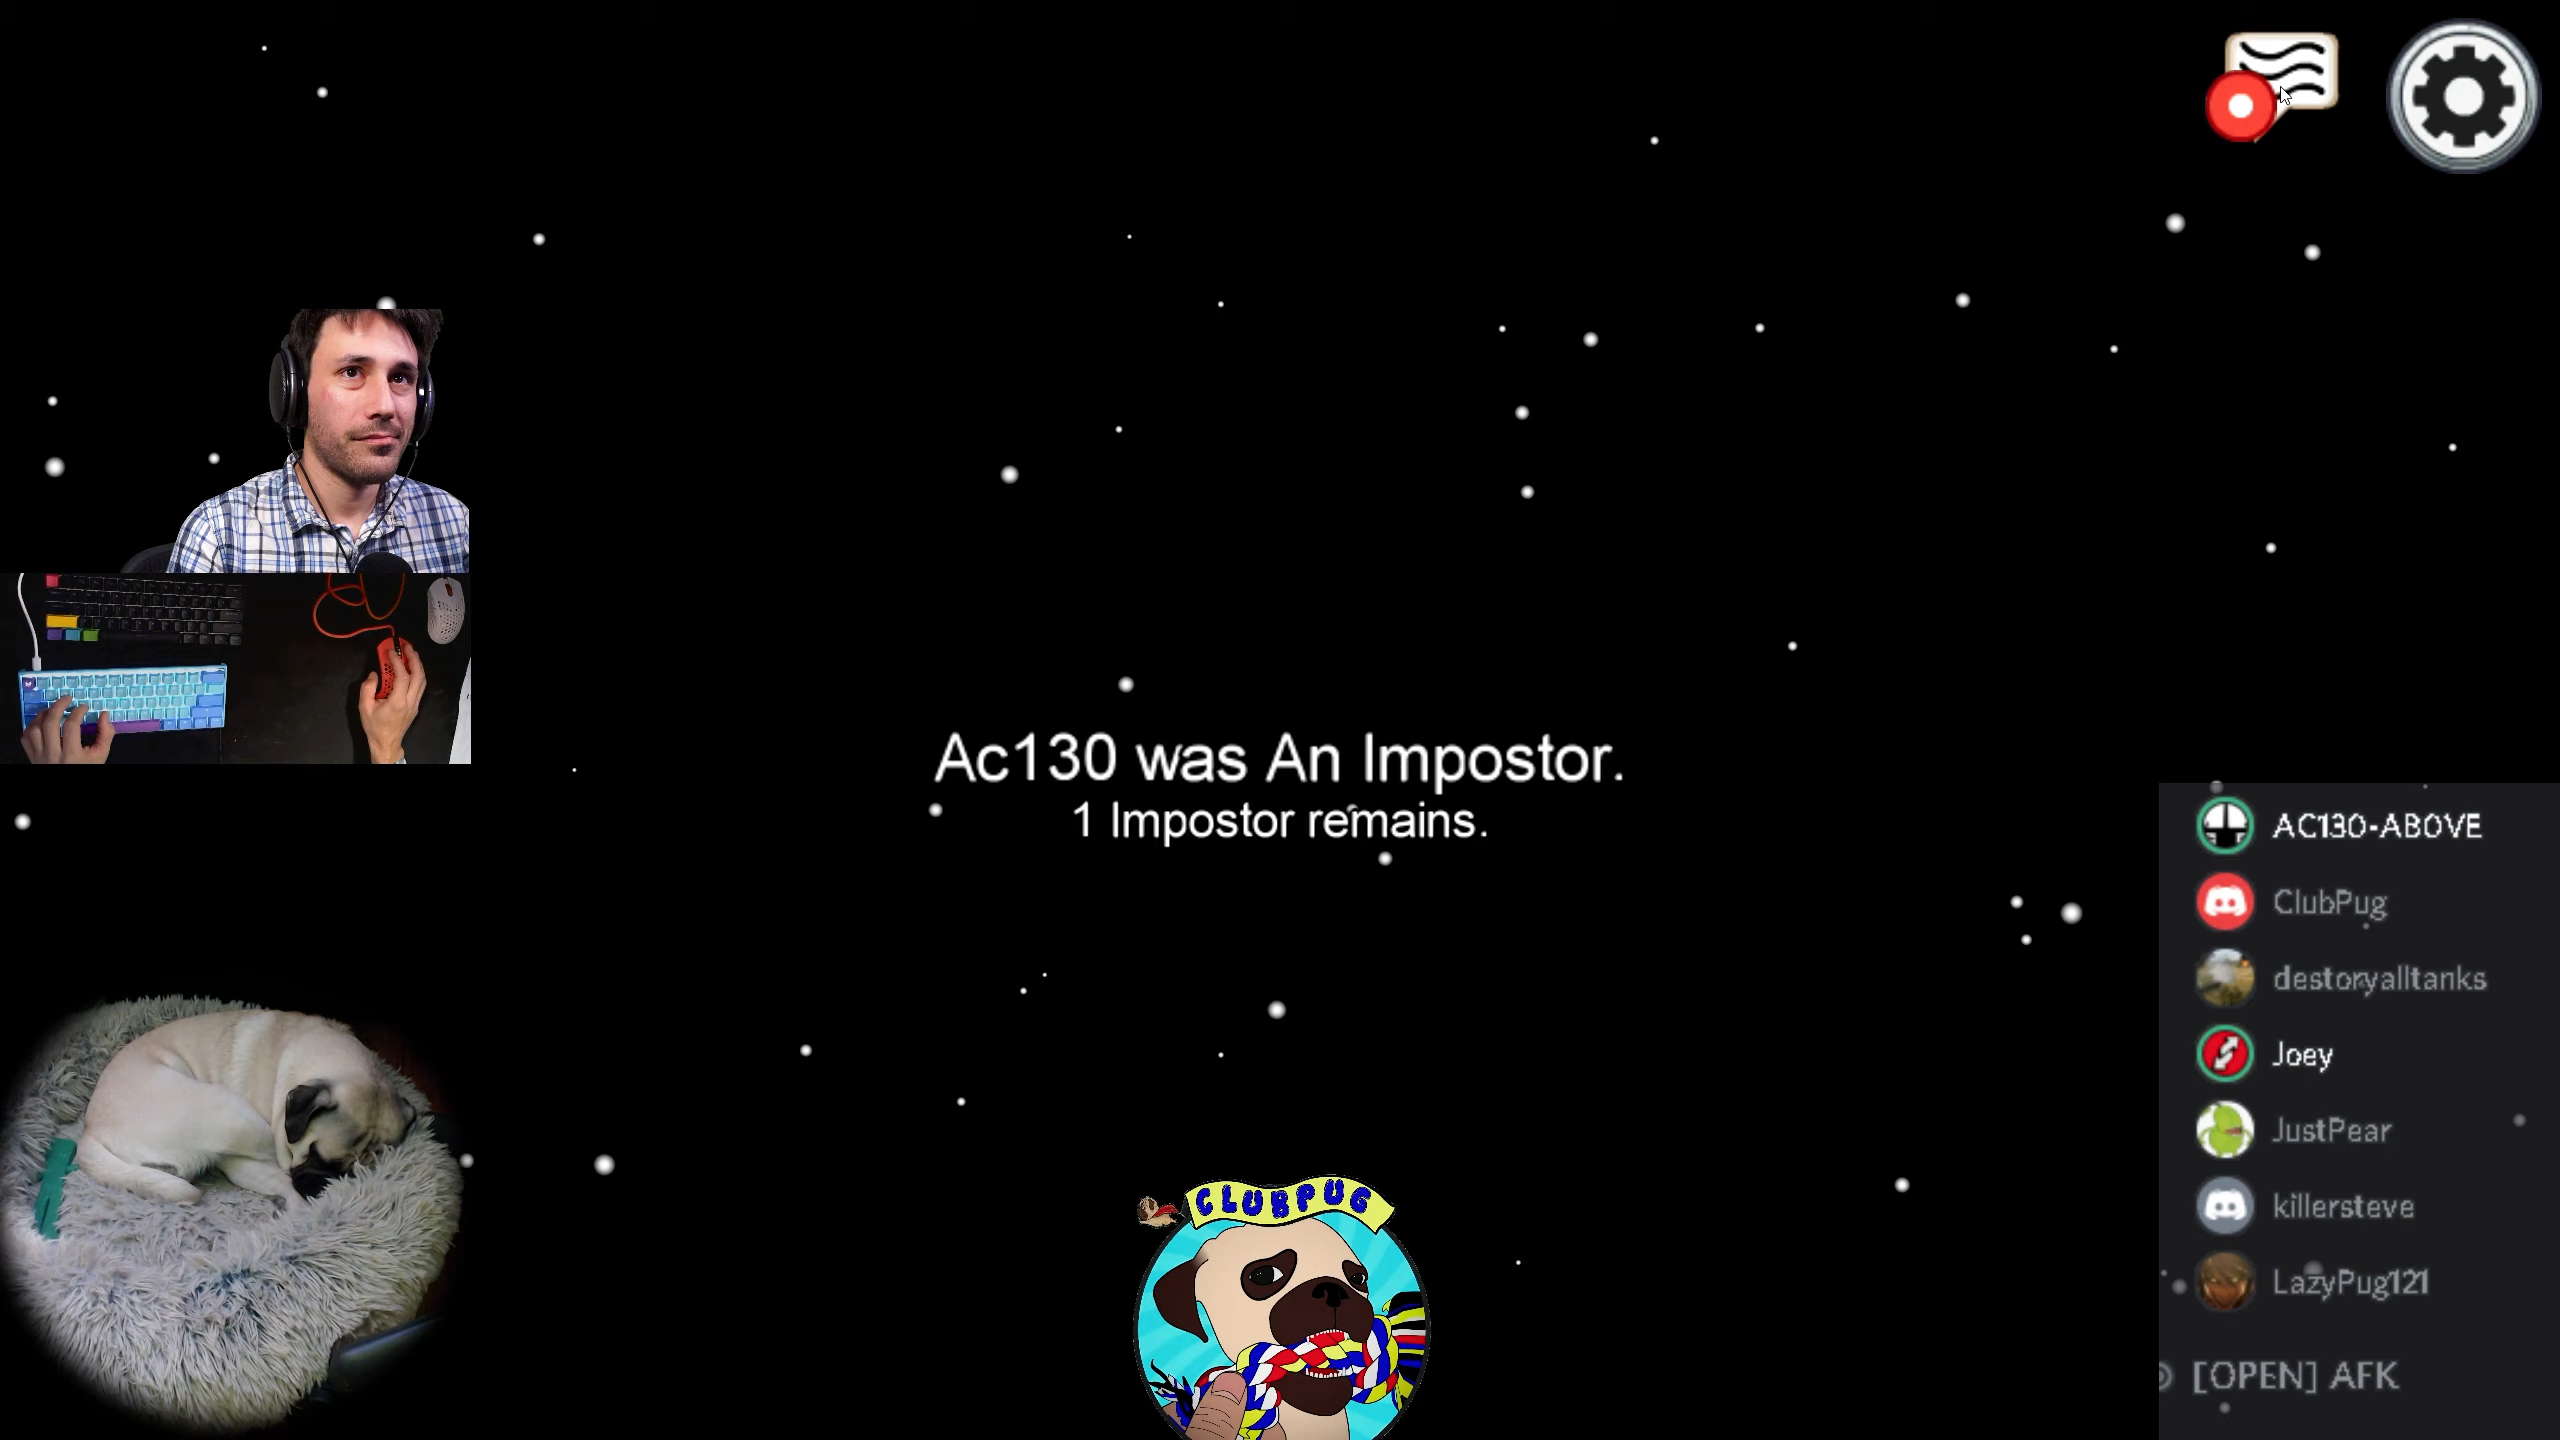 Ac130 was An Impostor.
1 Impostor remains.
AC130-ABOVE
ClubPug
destoryalltanks
Joey
JustPear
killersteve
LazyPug121
[OPEN] AFK
CLUBPUG